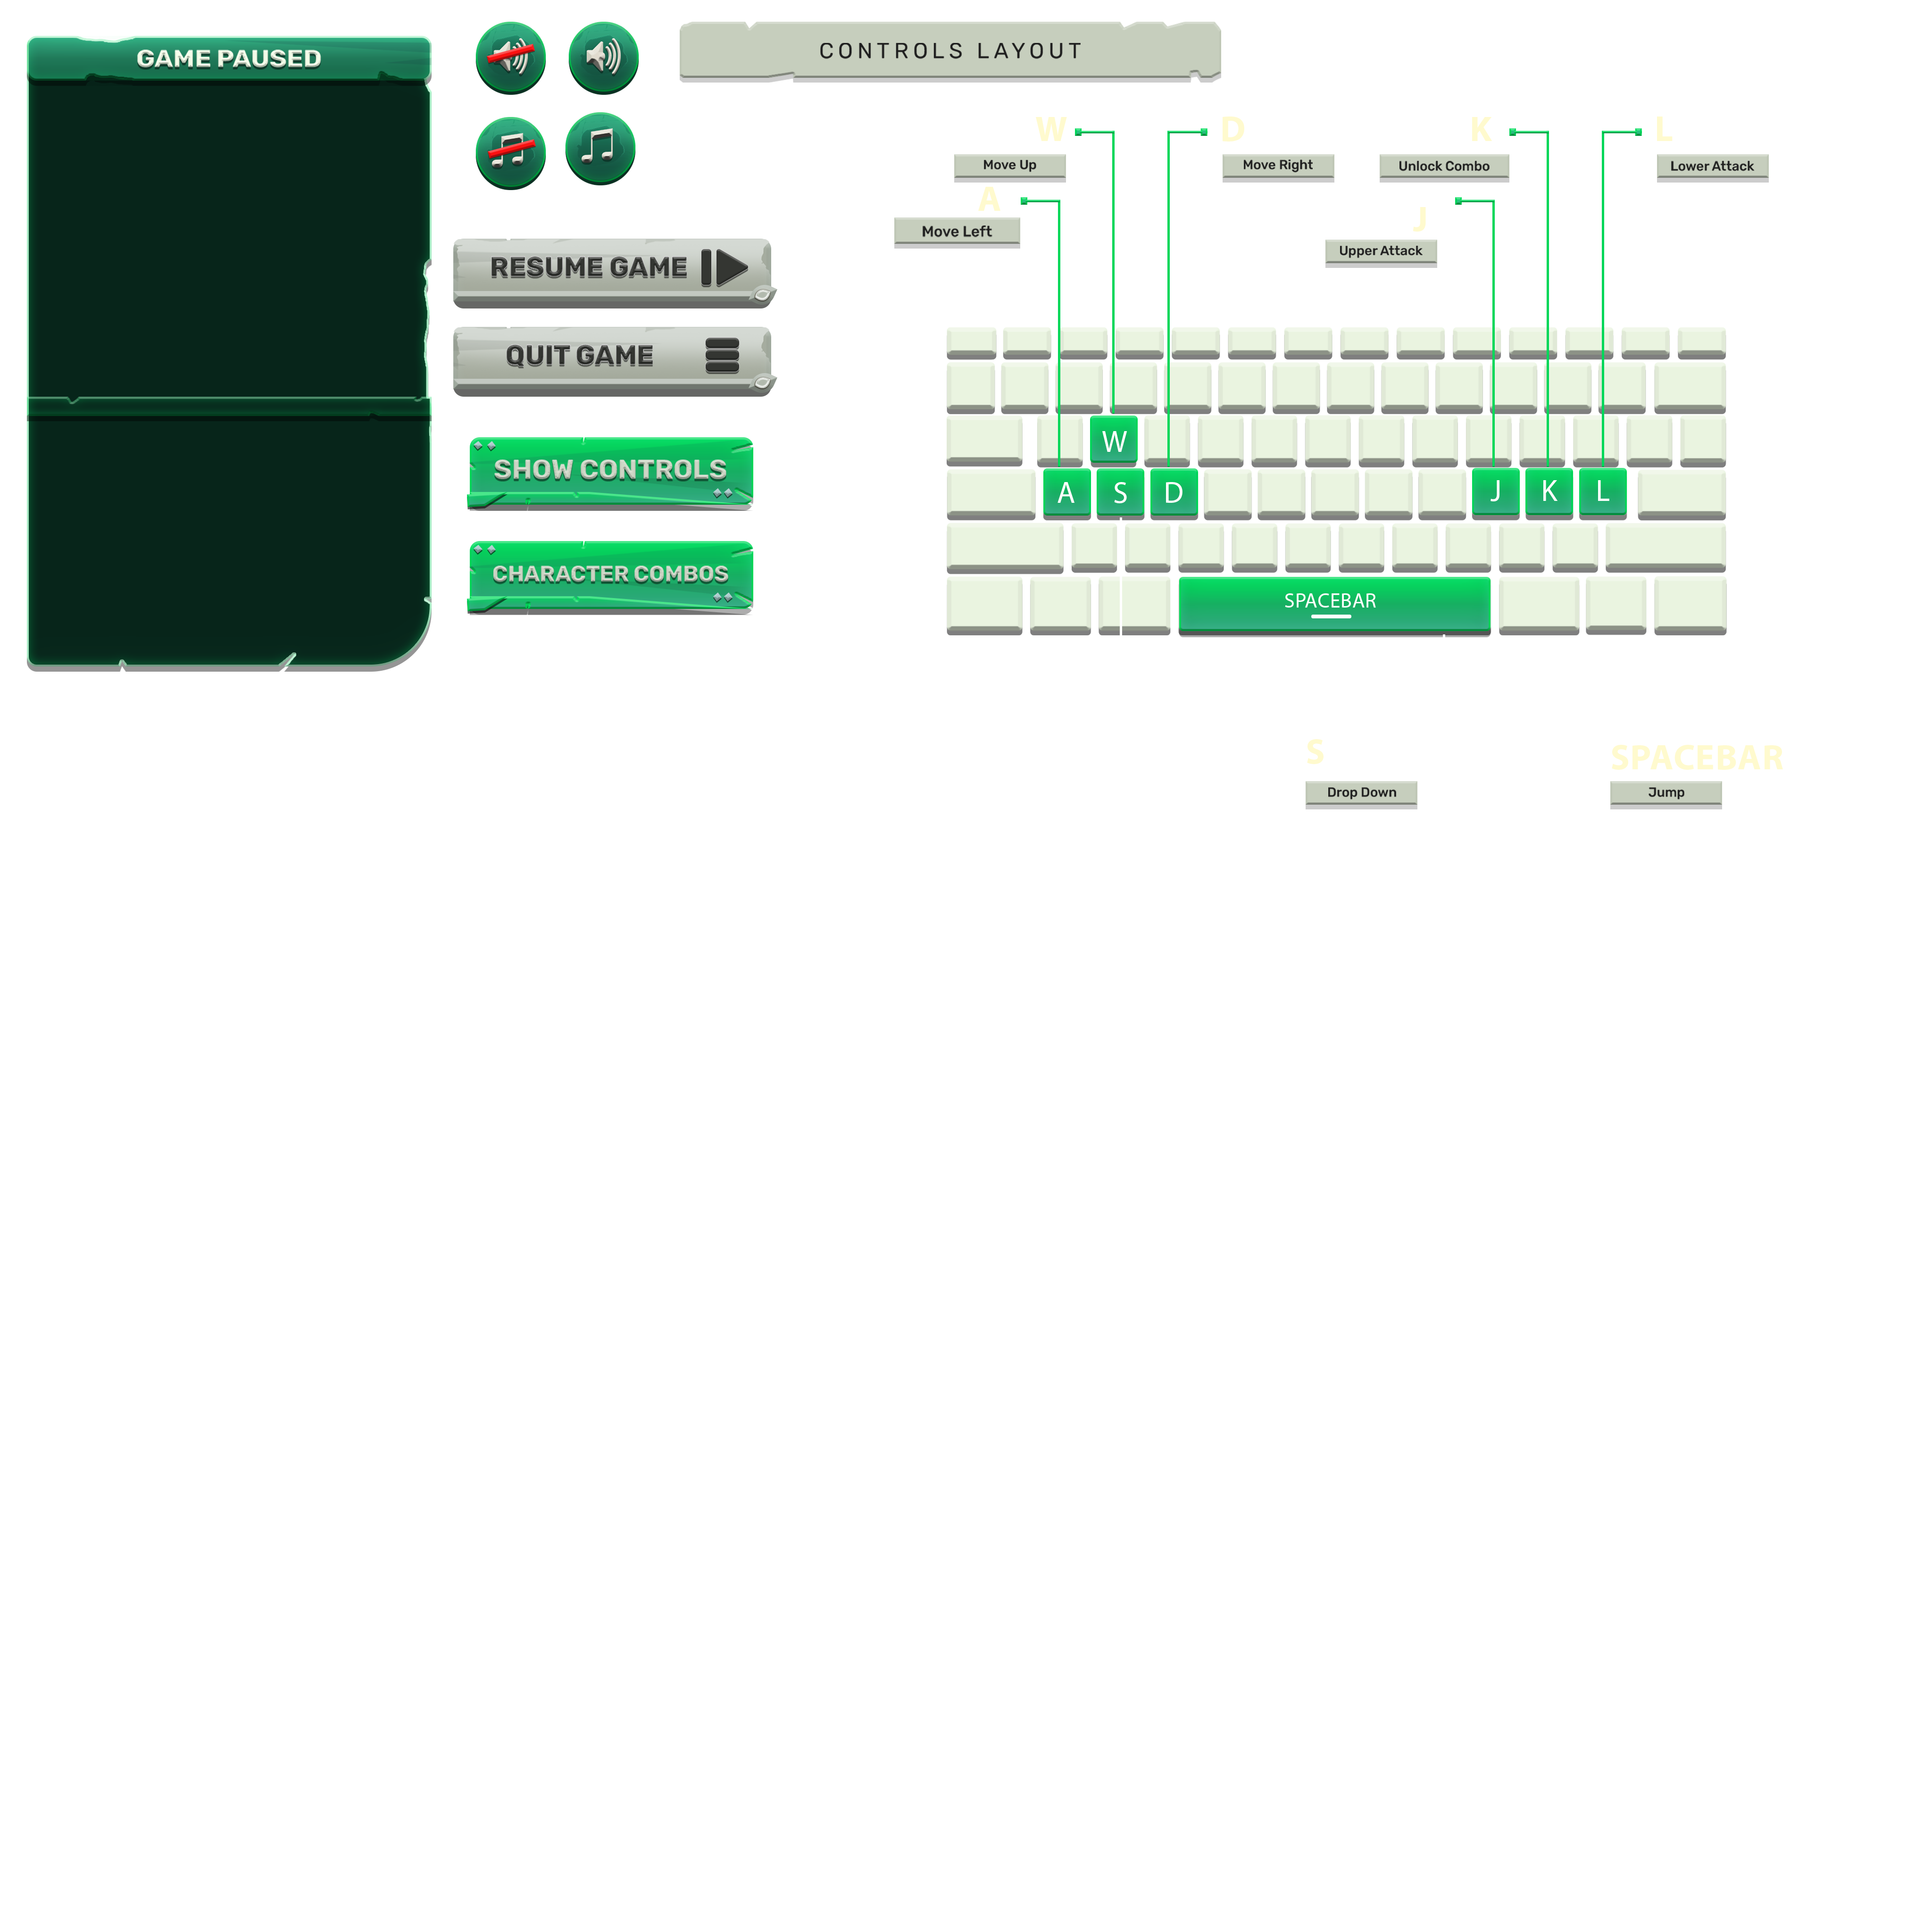 GAME PAUSED
CONTROLS LAYOUT
W
D
K
L
Move Up
Move Right
Unlock Combo
Lower Attack
A
J
Move Left
Upper Attack
RESUME GAME
QUIT GAME
SHOW CONTROLS
CHARACTER COMBOS
W
A
S
D
J
K
L
SPACEBAR
S
SPACEBAR
Drop Down
Jump